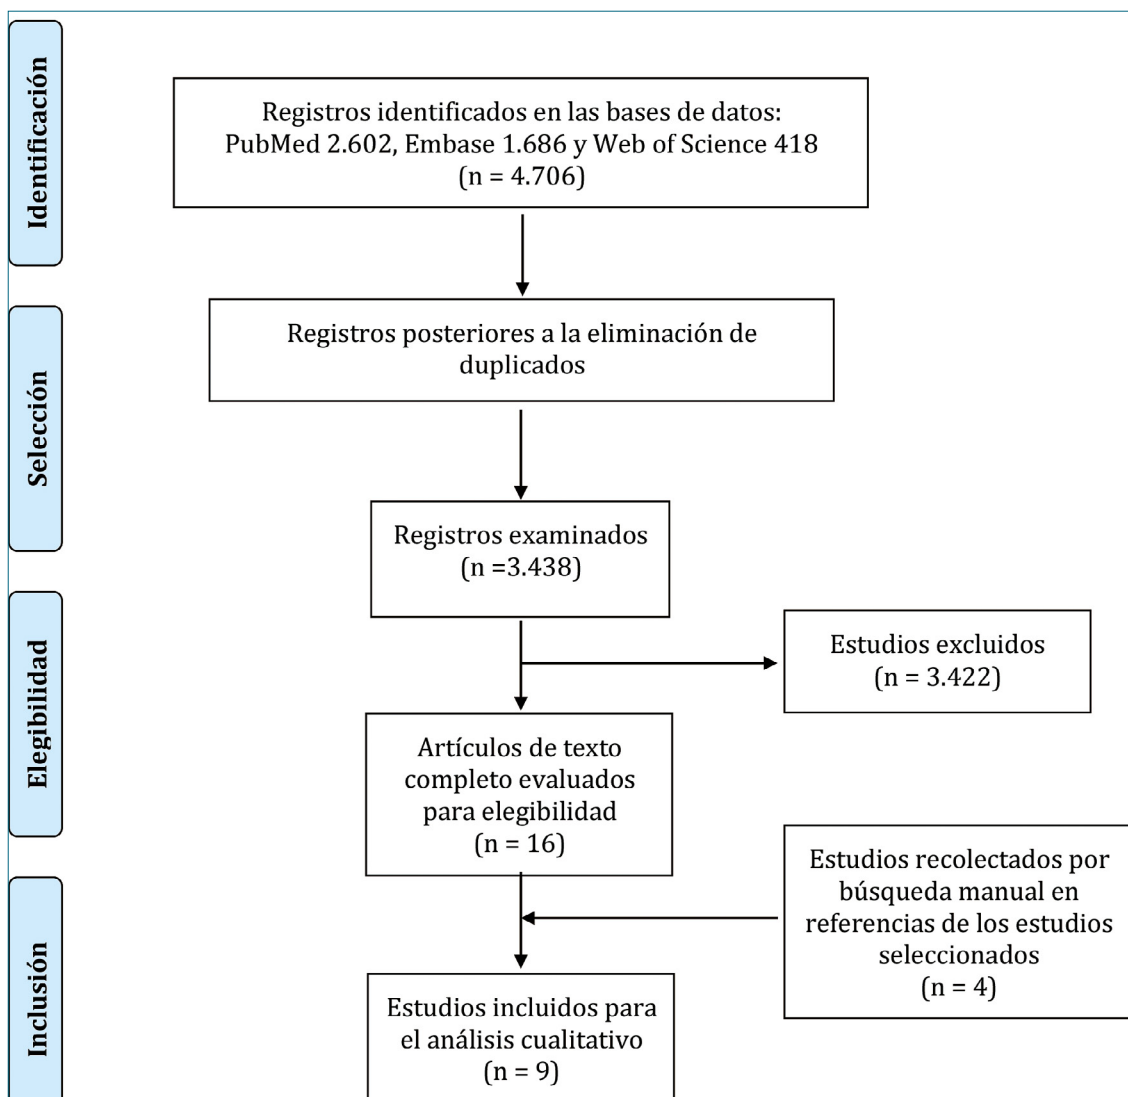 Identificación
Registros identificados en las bases de datos:
PubMed 2.602, Embase 1.686 y Web of Science 418
(n = 4.706)
Selección
Registros posteriores a la eliminación de
duplicados
Registros examinados
(n =3.438)
Elegibilidad
Estudios excluidos
(n = 3.422)
Artículos de texto
completo evaluados
para elegibilidad
(n = 16)
Estudios recolectados por
búsqueda manual en
referencias de los estudios
seleccionados
(n = 4)
Inclusión
Estudios incluidos para
el análisis cualitativo
(n = 9)